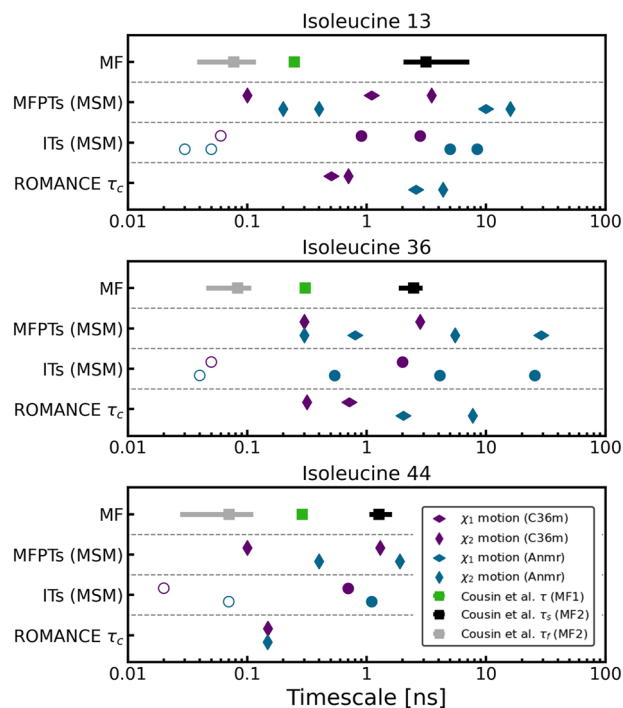 Isoleucine 13
MF
MFPTs (MSM)
ITs (MSM)
ROMANCE τc
0.01 0.1 1 10 100
Isoleucine 36
MF
MFPTs (MSM)
ITs (MSM)
ROMANCE τc
0.01 0.1 1 10 100
Isoleucine 44
MF
MFPTs (MSM)
ITs (MSM)
ROMANCE τc
χ1 motion (C36m)
χ2 motion (C36m)
χ1 motion (Anmr)
χ2 motion (Anmr)
Cousin et al. τ (MF1)
Cousin et al. τs (MF2)
Cousin et al. τf (MF2)
0.01 0.1 1 10 100
Timescale [ns]